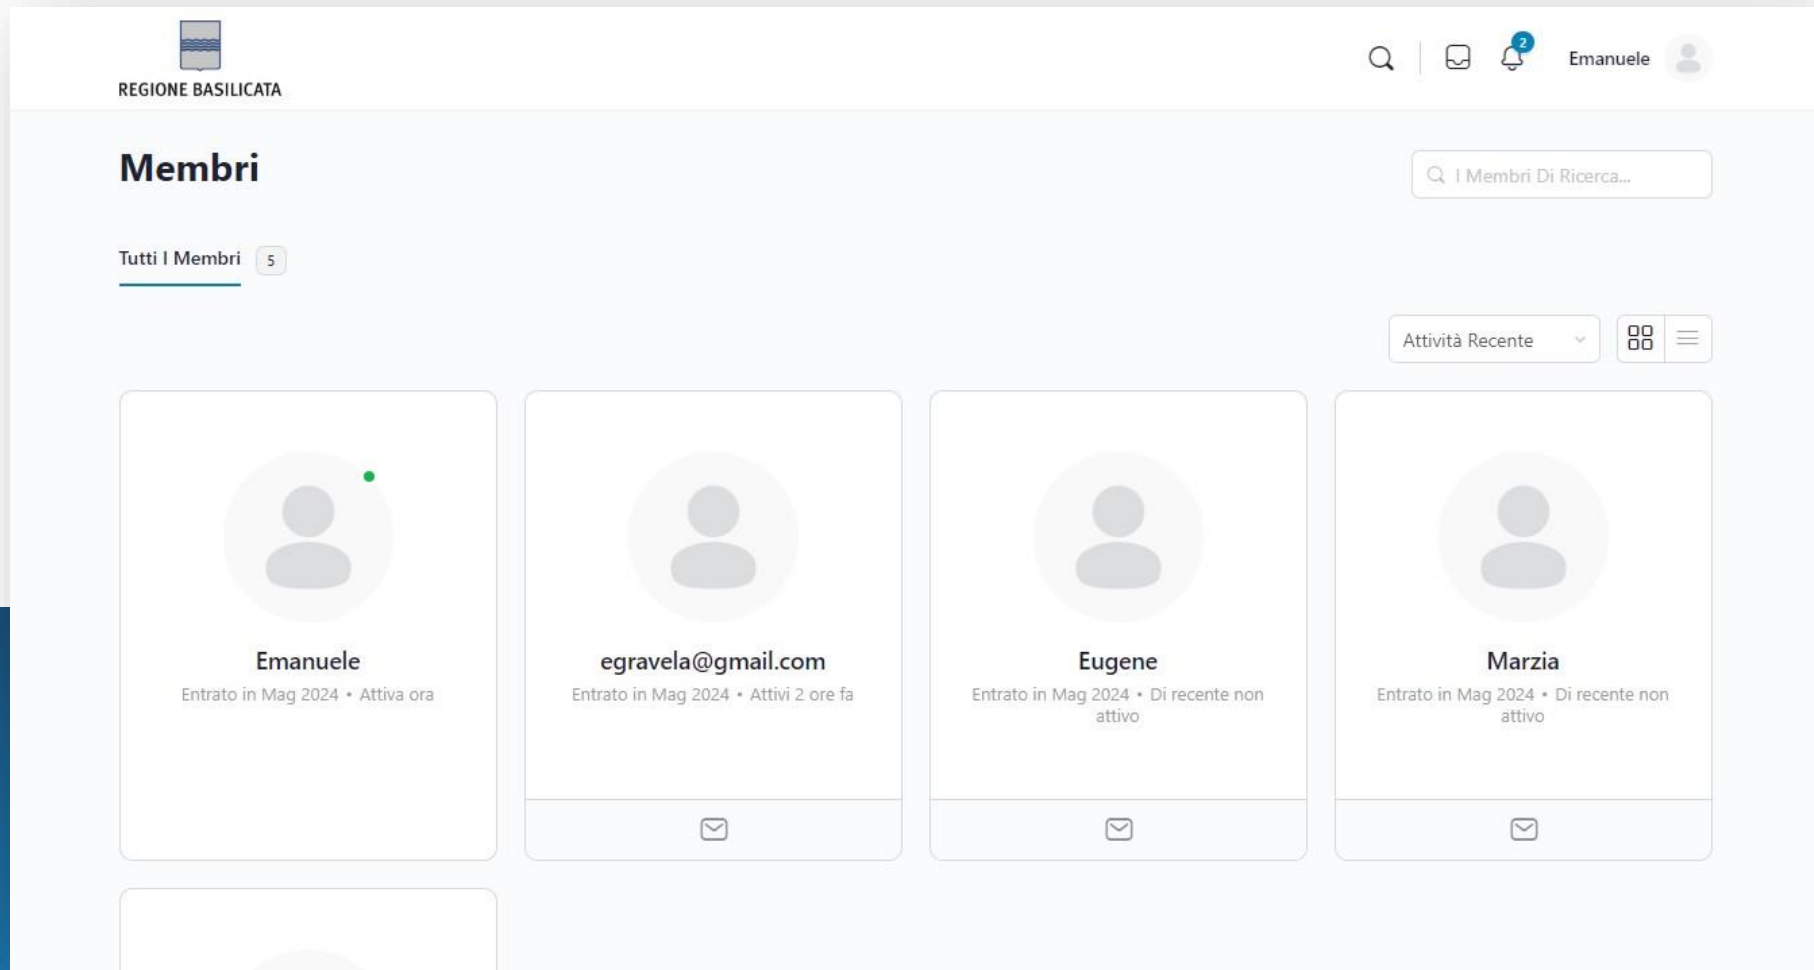 REGIONE BASILICATA
2
Emanuele
Membri
I Membri Di Ricerca...
Tutti I Membri 5
Attività Recente
Emanuele
Entrato in Mag 2024 • Attiva ora
egravela@gmail.com
Entrato in Mag 2024 • Attivi 2 ore fa
Eugene
Entrato in Mag 2024 • Di recente non
attivo
Marzia
Entrato in Mag 2024 • Di recente non
attivo